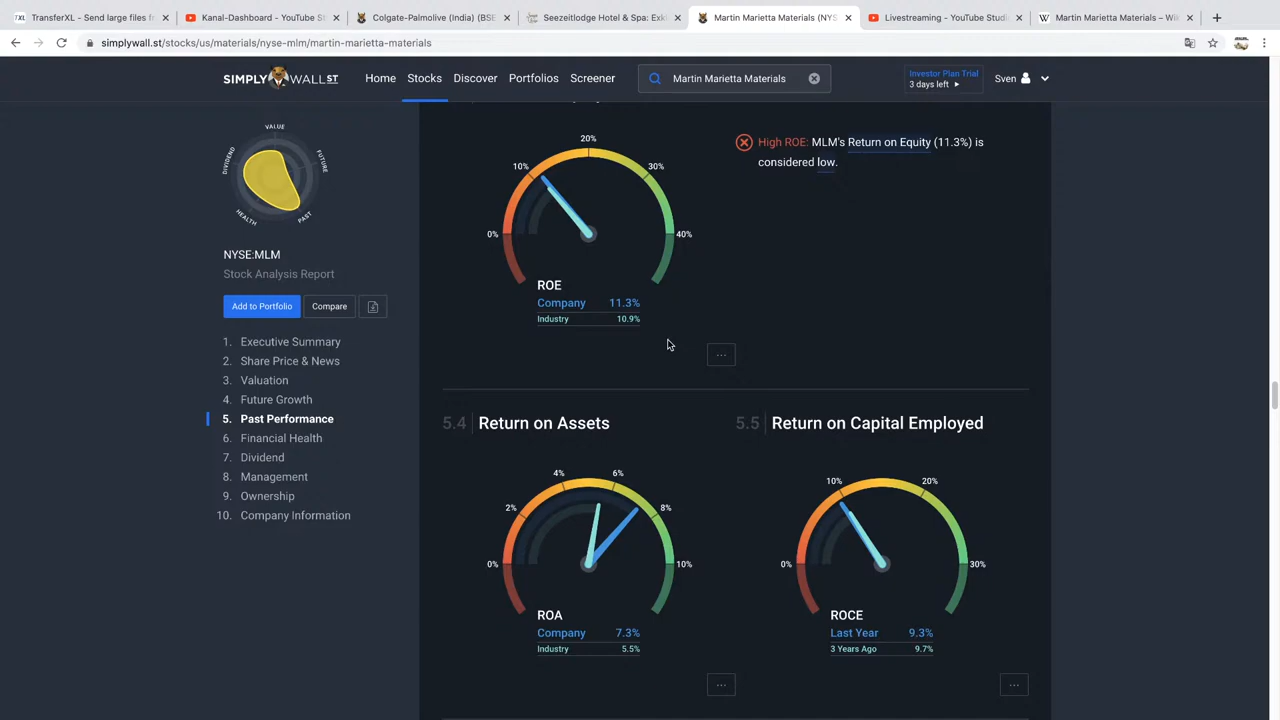 TransferXL - Send large files f
Kanal-Dashboard - YouTube St
Colgate-Palmolive (India) (BSE
Seezeitlodge Hotel & Spa: Exkl
Martin Marietta Materials (NYS
Livestreaming - YouTube Studi
Martin Marietta Materials – Wik
simplywall.st/stocks/us/materials/nyse-mlm/martin-marietta-materials
SIMPLY WALL ST
Home
Stocks
Discover
Portfolios
Screener
Martin Marietta Materials
Investor Plan Trial
3 days left
Sven
VALUE
FUTURE
PAST
HEALTH
DIVIDEND
NYSE:MLM
Stock Analysis Report
Add to Portfolio
Compare
1. Executive Summary
2. Share Price & News
3. Valuation
4. Future Growth
5. Past Performance
6. Financial Health
7. Dividend
8. Management
9. Ownership
10. Company Information
0%
10%
20%
30%
40%
ROE
Company 11.3%
Industry 10.9%
High ROE: MLM's Return on Equity (11.3%) is
considered low.
...
5.4 Return on Assets
0%
2%
4%
6%
8%
10%
ROA
Company 7.3%
Industry 5.5%
...
5.5 Return on Capital Employed
0%
10%
20%
30%
ROCE
Last Year 9.3%
3 Years Ago 9.7%
...